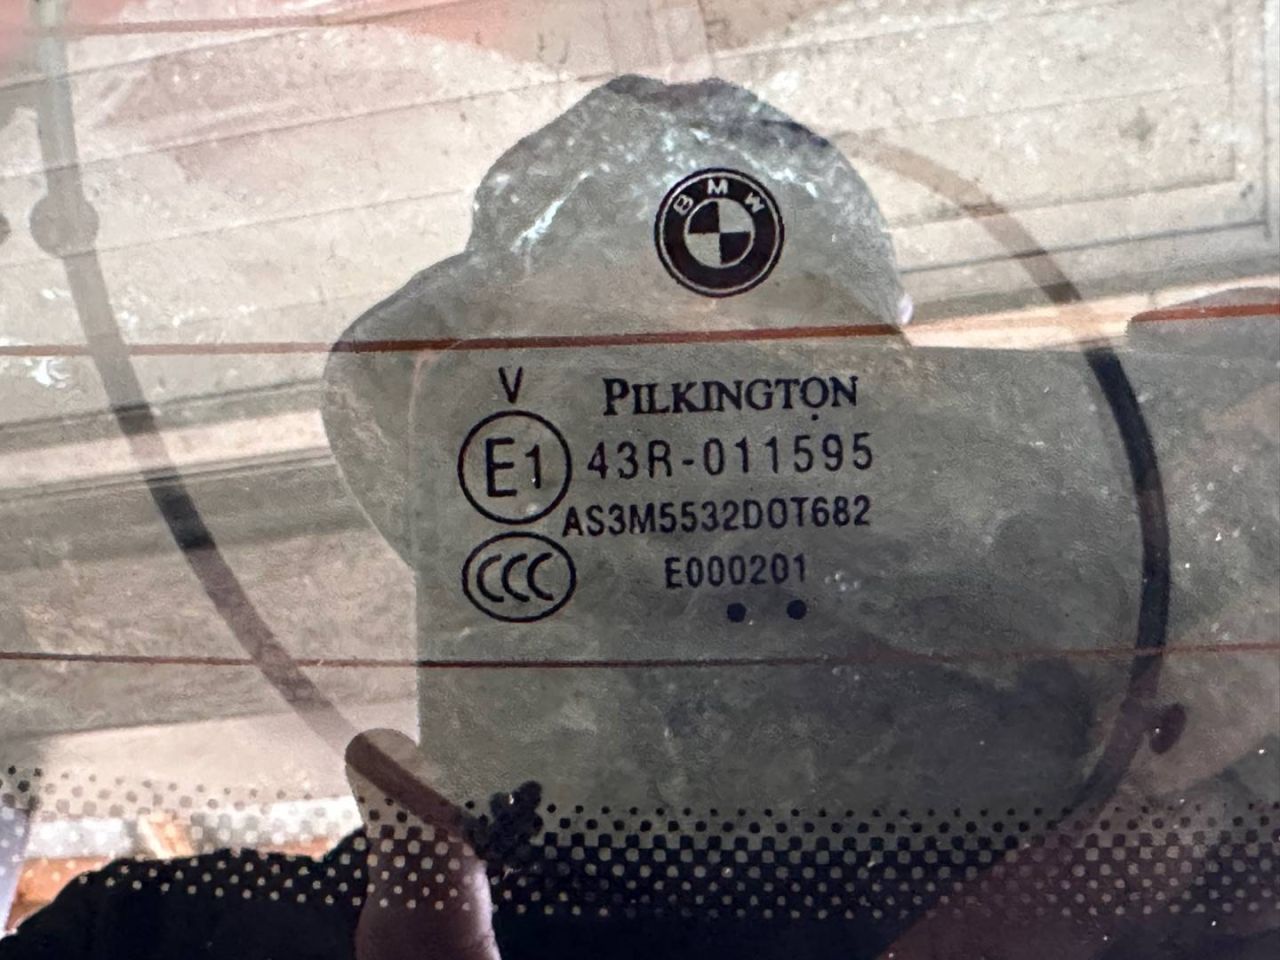 BMW
V
PILKINGTON
E1 43R-011595
AS3M5532DOT682
CCC
E000201